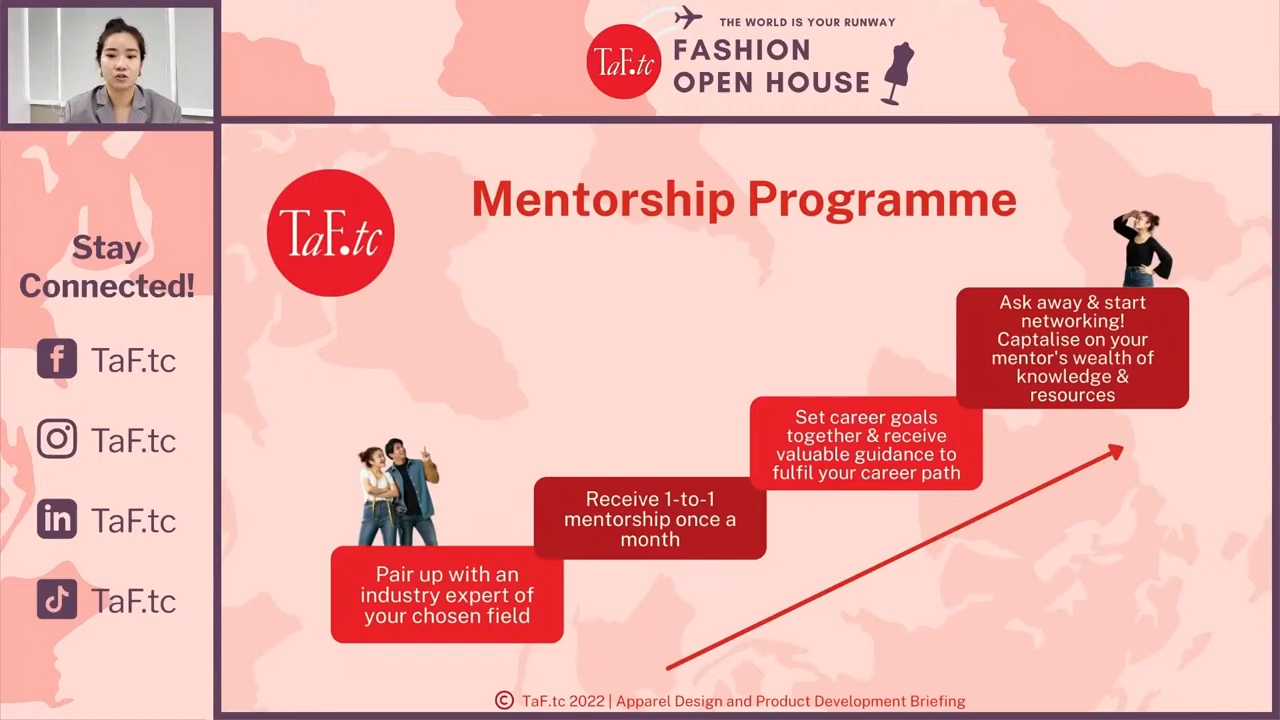 THE WORLD IS YOUR RUNWAY
TaF.tc
FASHION
OPEN HOUSE
Stay
Connected!
TaF.tc
TaF.tc
TaF.tc
TaF.tc
TaF.tc
Mentorship Programme
Pair up with an
industry expert of
your chosen field
Receive 1-to-1
mentorship once a
month
Set career goals
together & receive
valuable guidance to
fulfil your career path
Ask away & start
networking!
Captalise on your
mentor's wealth of
knowledge &
resources
© TaF.tc 2022 | Apparel Design and Product Development Briefing